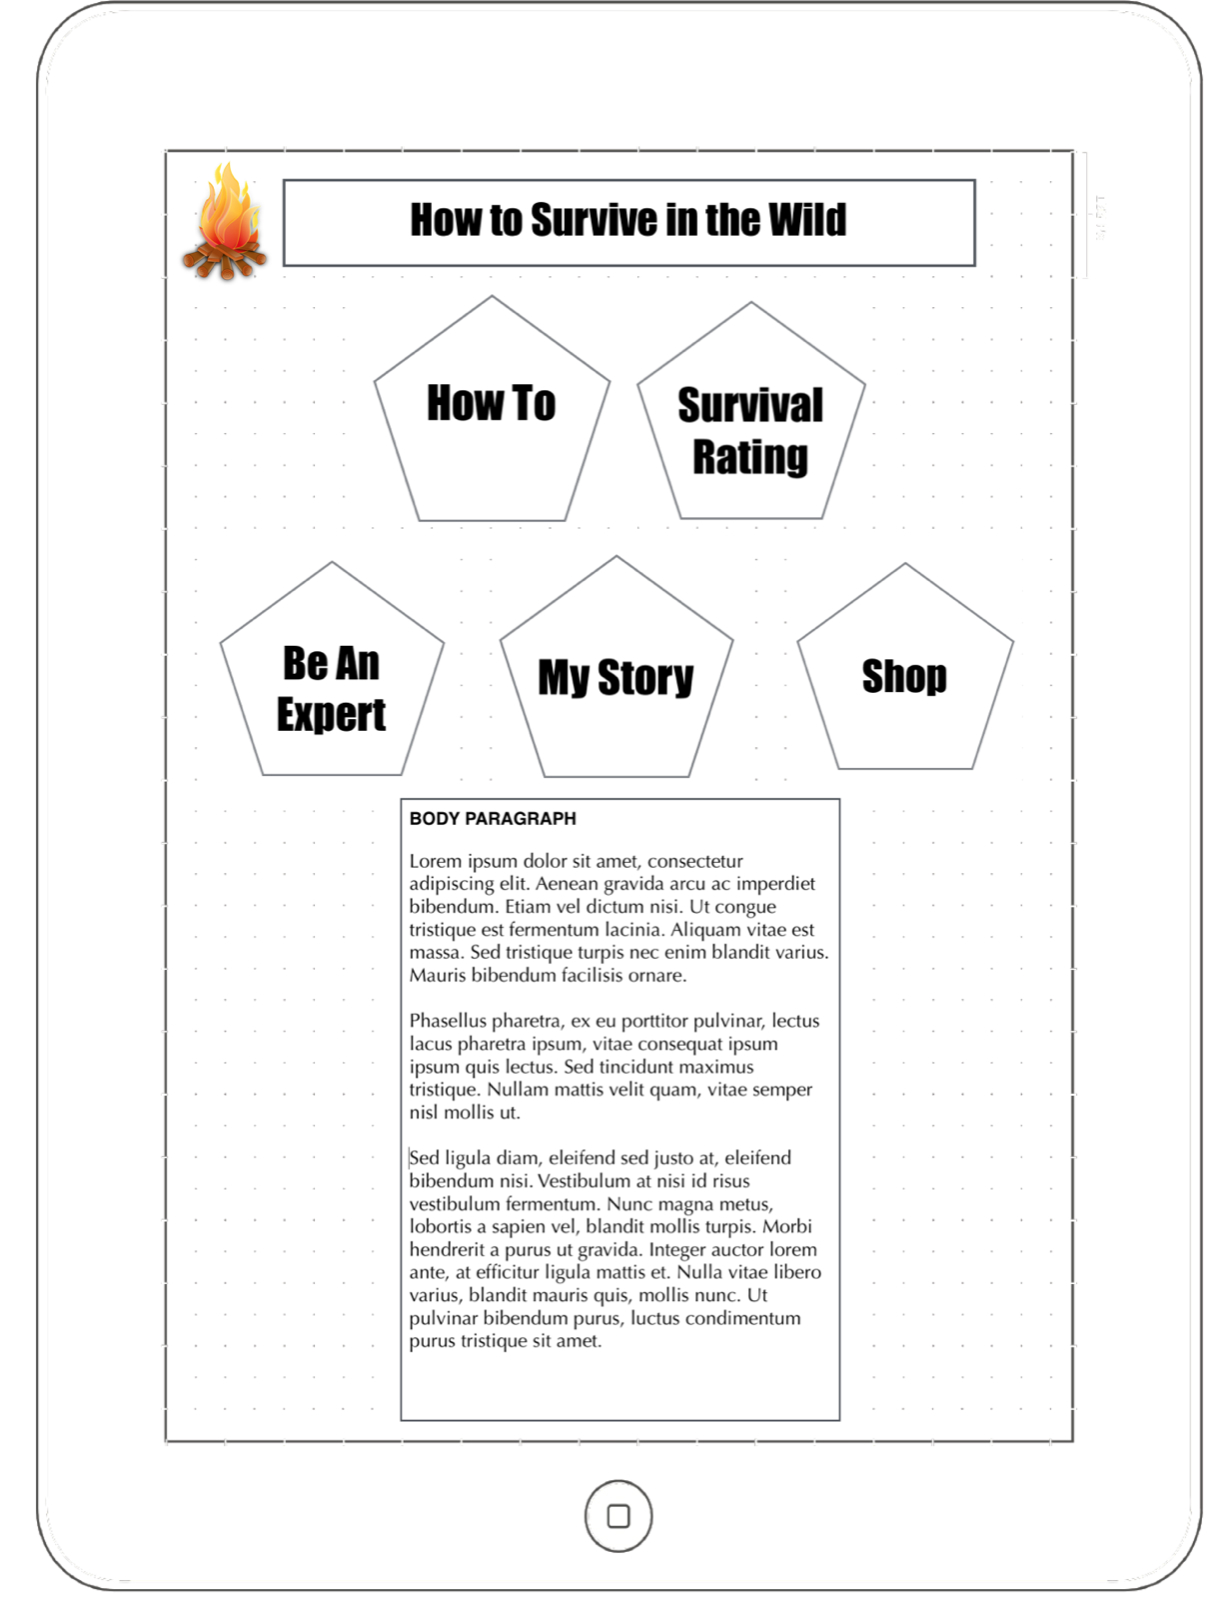 How to Survive in the Wild
How To
Survival
Rating
Be An
Expert
My Story
Shop
BODY PARAGRAPH
Lorem ipsum dolor sit amet, consectetur
adipiscing elit. Aenean gravida arcu ac imperdiet
bibendum. Etiam vel dictum nisi. Ut congue
tristique est fermentum lacinia. Aliquam vitae est
massa. Sed tristique turpis nec enim blandit varius.
Mauris bibendum facilisis ornare.
Phasellus pharetra, ex eu porttitor pulvinar, lectus
lacus pharetra ipsum, vitae consequat ipsum
ipsum quis lectus. Sed tincidunt maximus
tristique. Nullam mattis velit quam, vitae semper
nisl mollis ut.
Sed ligula diam, eleifend sed justo at, eleifend
bibendum nisi. Vestibulum at nisi id risus
vestibulum fermentum. Nunc magna metus,
lobortis a sapien vel, blandit mollis turpis. Morbi
hendrerit a purus ut gravida. Integer auctor lorem
ante, at efficitur ligula mattis et. Nulla vitae libero
varius, blandit mauris quis, mollis nunc. Ut
pulvinar bibendum purus, luctus condimentum
purus tristique sit amet.